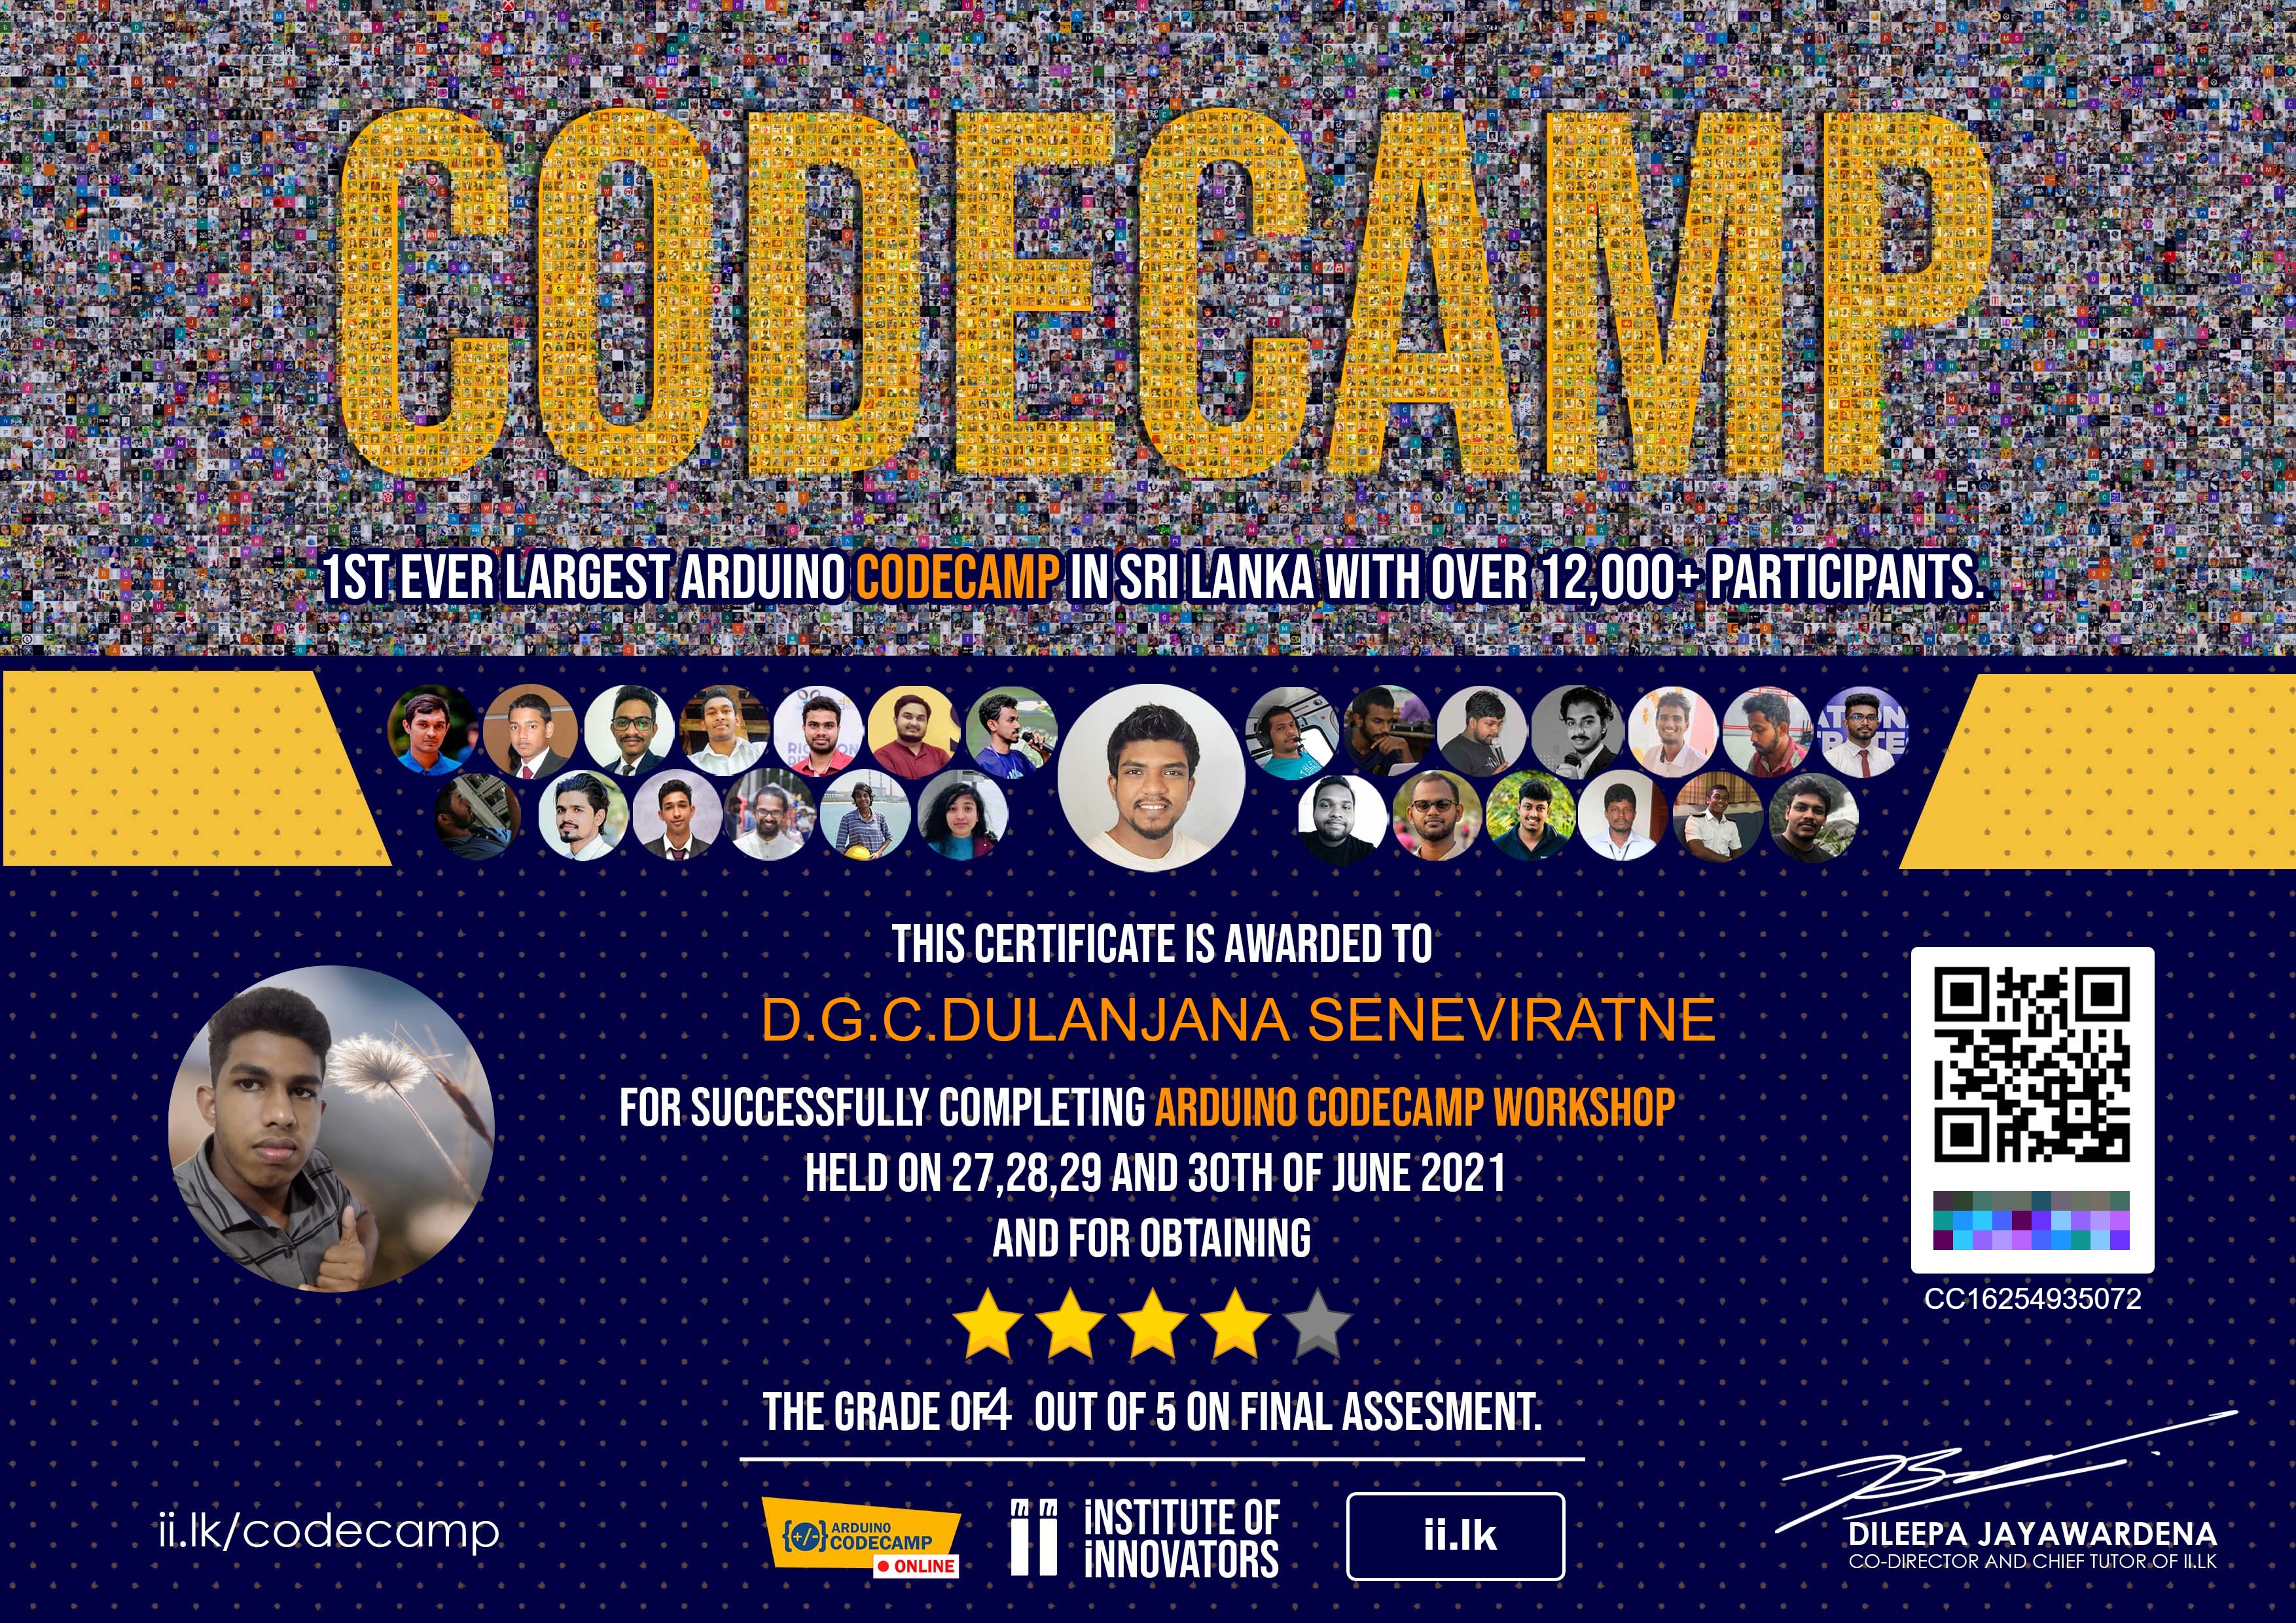 CODECAMP
1ST EVER LARGEST ARDUINO CODECAMP IN SRI LANKA WITH OVER 12,000+ PARTICIPANTS.
THIS CERTIFICATE IS AWARDED TO
D.G.C.DULANJANA SENEVIRATNE
FOR SUCCESSFULLY COMPLETING ARDUINO CODECAMP WORKSHOP
HELD ON 27,28,29 AND 30TH OF JUNE 2021
AND FOR OBTAINING
CC16254935072
THE GRADE OF 4 OUT OF 5 ON FINAL ASSESMENT.
ii.lk/codecamp
{+/-} ARDUINO
CODECAMP
ONLINE
iNSTITUTE OF
iNNOVATORS
ii.lk
DILEEPA JAYAWARDENA
CO-DIRECTOR AND CHIEF TUTOR OF II.LK